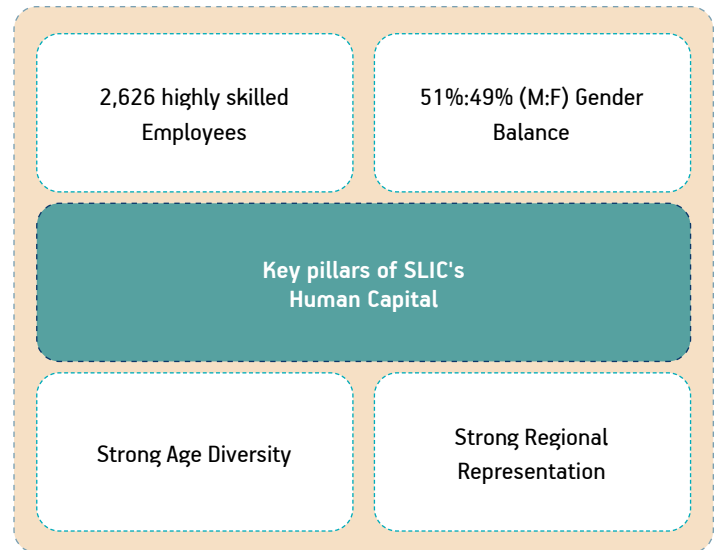 2,626 highly skilled
Employees
51%:49% (M:F) Gender
Balance
Key pillars of SLIC's
Human Capital
Strong Age Diversity
Strong Regional
Representation